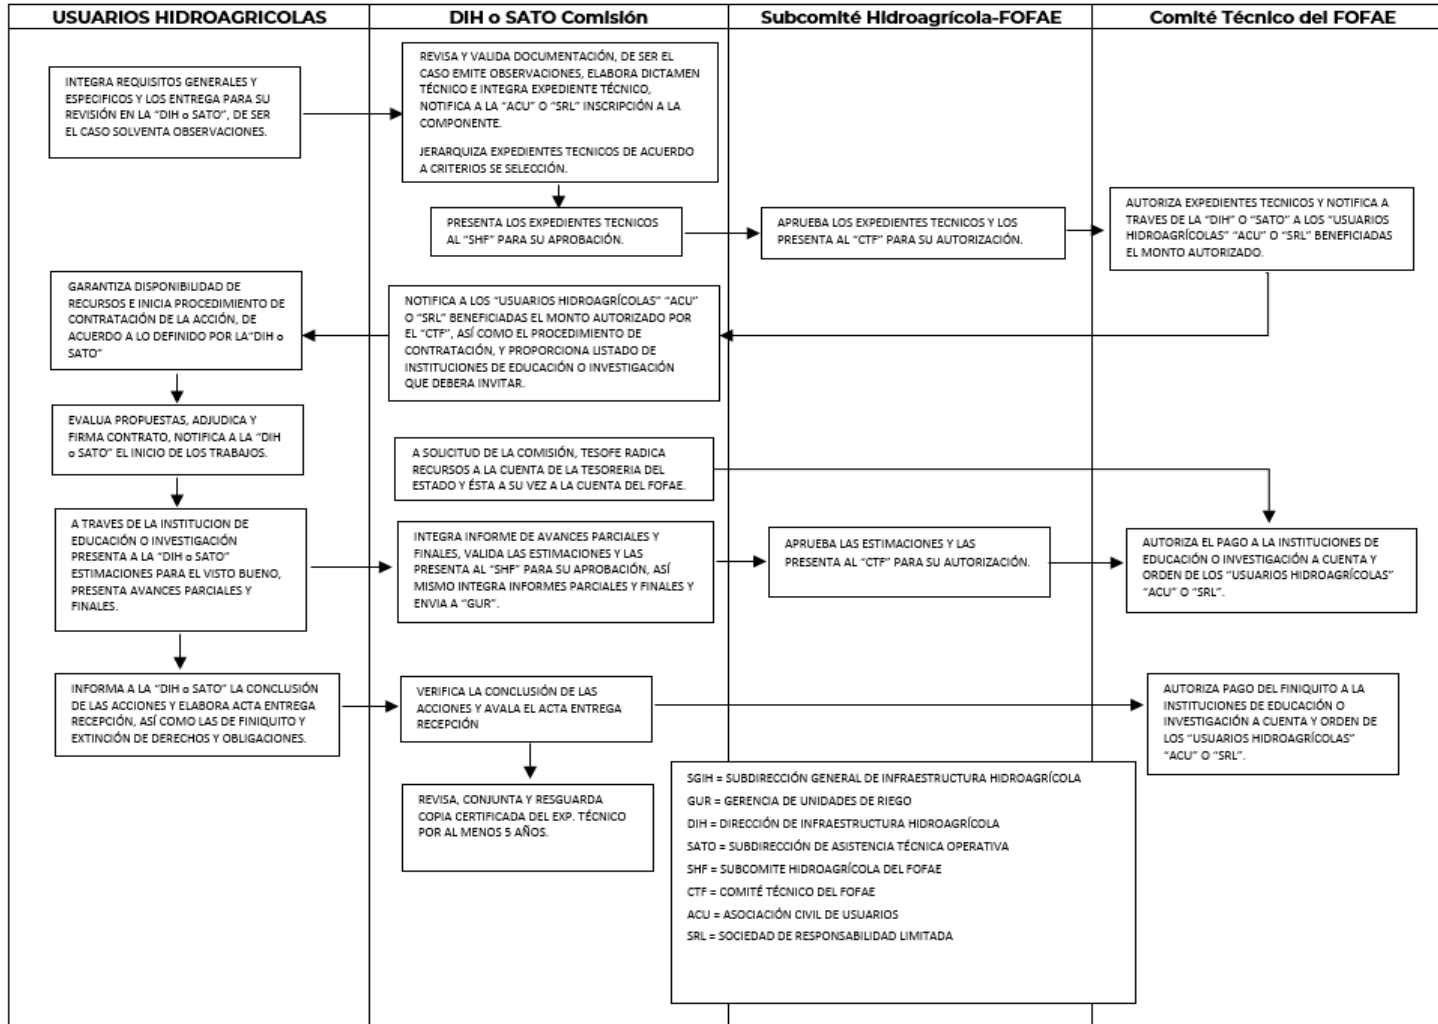 USUARIOS HIDROAGRICOLAS
DIH o SATO Comisión
Subcomité Hidroagrícola-FOFAE
Comité Técnico del FOFAE
INTEGRA REQUISITOS GENERALES Y
ESPECIFICOS Y LOS ENTREGA PARA SU
REVISIÓN EN LA “DIH o SATO”, DE SER
EL CASO SOLVENTA OBSERVACIONES.
REVISA Y VALIDA DOCUMENTACIÓN, DE SER EL
CASO EMITE OBSERVACIONES, ELABORA DICTAMEN
TÉCNICO E INTEGRA EXPEDIENTE TÉCNICO,
NOTIFICA A LA “ACU” O “SRL” INSCRIPCIÓN A LA
COMPONENTE.
JERARQUIZA EXPEDIENTES TECNICOS DE ACUERDO
A CRITERIOS SE SELECCIÓN.
PRESENTA LOS EXPEDIENTES TECNICOS
AL “SHF” PARA SU APROBACIÓN.
APRUEBA LOS EXPEDIENTES TECNICOS Y LOS
PRESENTA AL “CTF” PARA SU AUTORIZACIÓN.
AUTORIZA EXPEDIENTES TECNICOS Y NOTIFICA A
TRAVES DE LA “DIH” O “SATO” A LOS “USUARIOS
HIDROAGRÍCOLAS” “ACU” O “SRL” BENEFICIADAS
EL MONTO AUTORIZADO.
GARANTIZA DISPONIBILIDAD DE
RECURSOS E INICIA PROCEDIMIENTO DE
CONTRATACIÓN DE LA ACCIÓN, DE
ACUERDO A LO DEFINIDO POR LA“DIH o
SATO”
NOTIFICA A LOS “USUARIOS HIDROAGRÍCOLAS” “ACU”
O “SRL” BENEFICIADAS EL MONTO AUTORIZADO POR
EL “CTF”, ASÍ COMO EL PROCEDIMIENTO DE
CONTRATACIÓN, Y PROPORCIONA LISTADO DE
INSTITUCIONES DE EDUCACIÓN O INVESTIGACIÓN
QUE DEBERA INVITAR.
EVALUA PROPUESTAS, ADJUDICA Y
FIRMA CONTRATO, NOTIFICA A LA “DIH
o SATO” EL INICIO DE LOS TRABAJOS.
A SOLICITUD DE LA COMISIÓN, TESOFE RADICA
RECURSOS A LA CUENTA DE LA TESORERIA DEL
ESTADO Y ÉSTA A SU VEZ A LA CUENTA DEL FOFAE.
A TRAVES DE LA INSTITUCION DE
EDUCACIÓN O INVESTIGACIÓN
PRESENTA A LA “DIH o SATO”
ESTIMACIONES PARA EL VISTO BUENO,
PRESENTA AVANCES PARCIALES Y
FINALES.
INTEGRA INFORME DE AVANCES PARCIALES Y
FINALES, VALIDA LAS ESTIMACIONES Y LAS
PRESENTA AL “SHF” PARA SU APROBACIÓN, ASÍ
MISMO INTEGRA INFORMES PARCIALES Y FINALES Y
ENVIA A “GUR”.
APRUEBA LAS ESTIMACIONES Y LAS
PRESENTA AL “CTF” PARA SU AUTORIZACIÓN.
AUTORIZA EL PAGO A LA INSTITUCIONES DE
EDUCACIÓN O INVESTIGACIÓN A CUENTA Y
ORDEN DE LOS “USUARIOS HIDROAGRÍCOLAS”
“ACU” O “SRL”.
INFORMA A LA “DIH o SATO” LA CONCLUSIÓN
DE LAS ACCIONES Y ELABORA ACTA ENTREGA
RECEPCIÓN, ASÍ COMO LAS DE FINIQUITO Y
EXTINCIÓN DE DERECHOS Y OBLIGACIONES.
VERIFICA LA CONCLUSIÓN DE LAS
ACCIONES Y AVALA EL ACTA ENTREGA
RECEPCIÓN
AUTORIZA PAGO DEL FINIQUITO A LA
INSTITUCIONES DE EDUCACIÓN O
INVESTIGACIÓN A CUENTA Y ORDEN DE
LOS “USUARIOS HIDROAGRÍCOLAS”
“ACU” O “SRL”.
REVISA, CONJUNTA Y RESGUARDA
COPIA CERTIFICADA DEL EXP. TÉCNICO
POR AL MENOS 5 AÑOS.
SGIH = SUBDIRECCIÓN GENERAL DE INFRAESTRUCTURA HIDROAGRÍCOLA
GUR = GERENCIA DE UNIDADES DE RIEGO
DIH = DIRECCIÓN DE INFRAESTRUCTURA HIDROAGRÍCOLA
SATO = SUBDIRECCIÓN DE ASISTENCIA TÉCNICA OPERATIVA
SHF = SUBCOMITE HIDROAGRÍCOLA DEL FOFAE
CTF = COMITÉ TÉCNICO DEL FOFAE
ACU = ASOCIACIÓN CIVIL DE USUARIOS
SRL = SOCIEDAD DE RESPONSABILIDAD LIMITADA